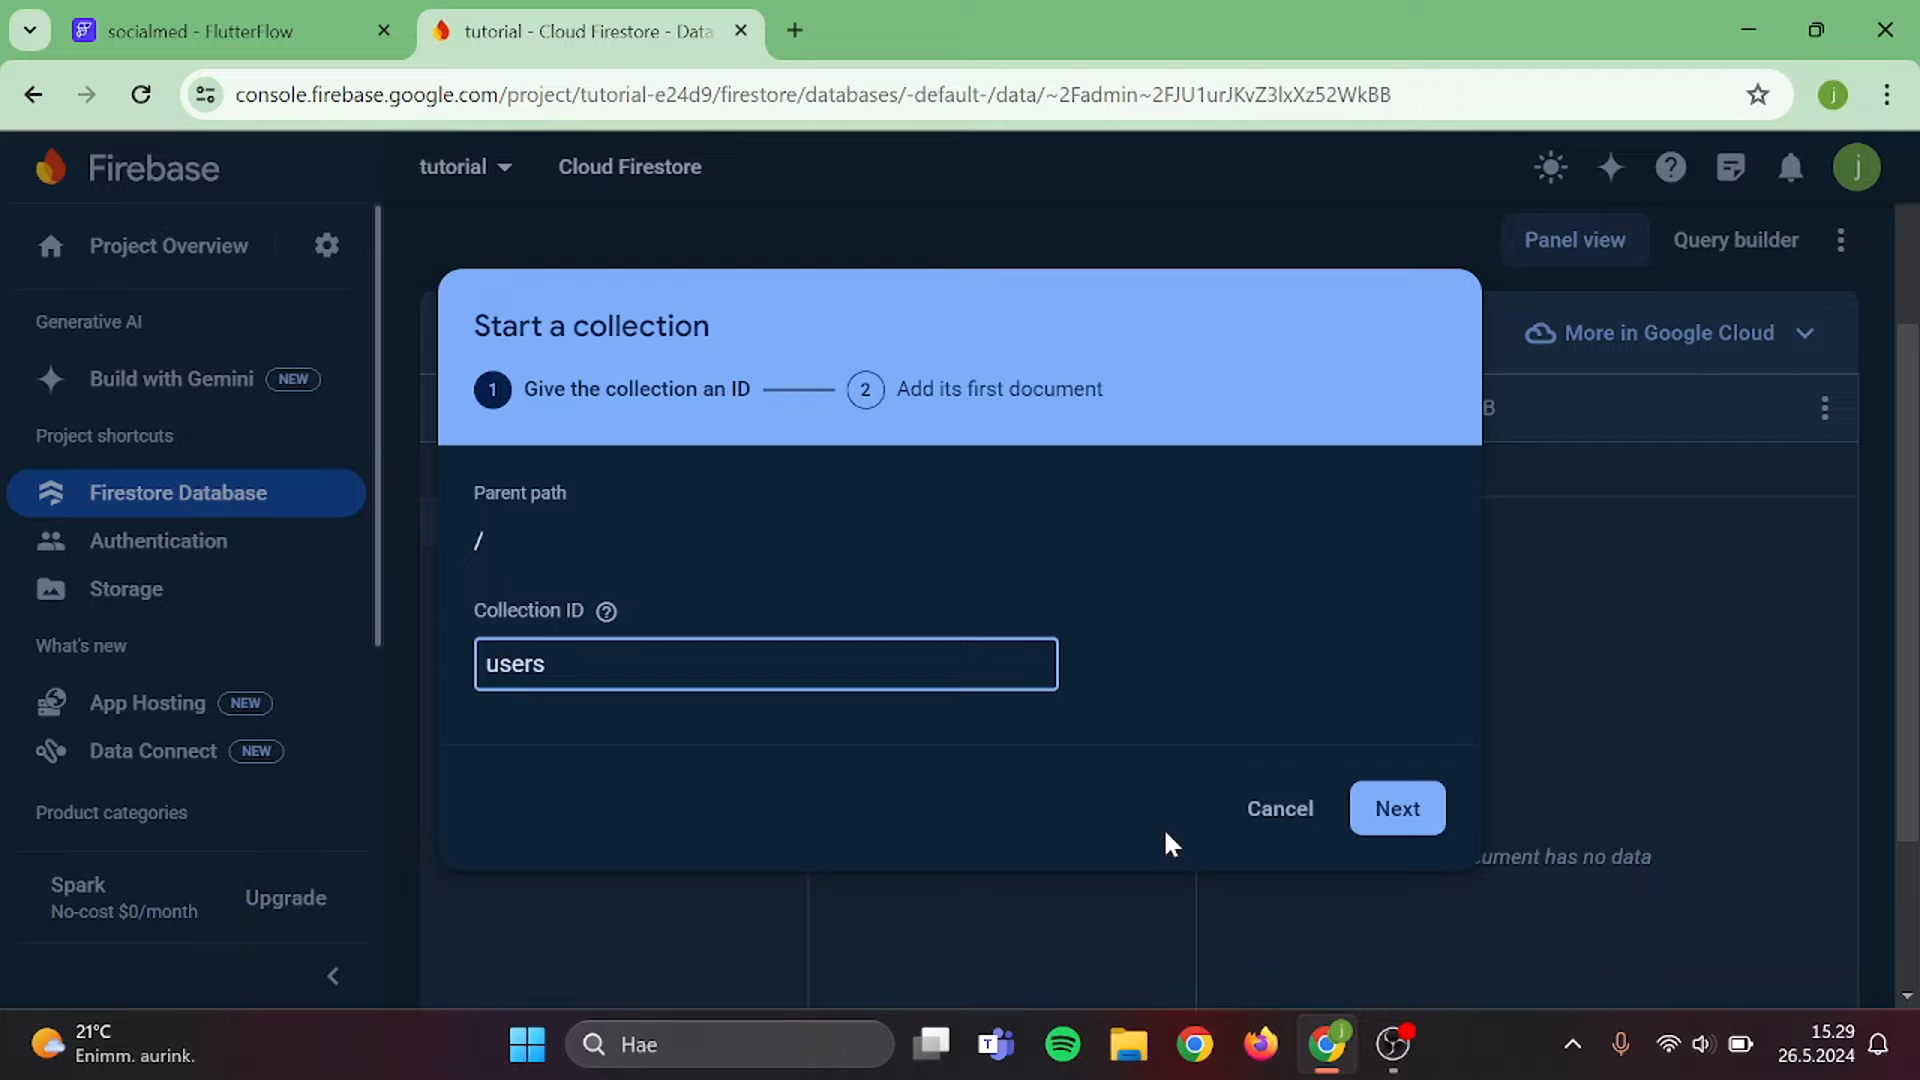 socialmed - FlutterFlow
tutorial - Cloud Firestore - Data
console.firebase.google.com/project/tutorial-e24d9/firestore/databases/-default-/data/~2Fadmin~2FJU1urJKvZ3lxXz52WkBB
j
Firebase
tutorial
Cloud Firestore
j
Project Overview
Panel view
Query builder
Generative AI
Build with Gemini NEW
Project shortcuts
Firestore Database
Authentication
Storage
What's new
App Hosting NEW
Data Connect NEW
Product categories
Spark
No-cost $0/month
Upgrade
Start a collection
1 Give the collection an ID
2 Add its first document
More in Google Cloud
B
Parent path
/
Collection ID
users
Cancel
Next
cument has no data
21°C
Enimm. aurink.
Hae
15.29
26.5.2024